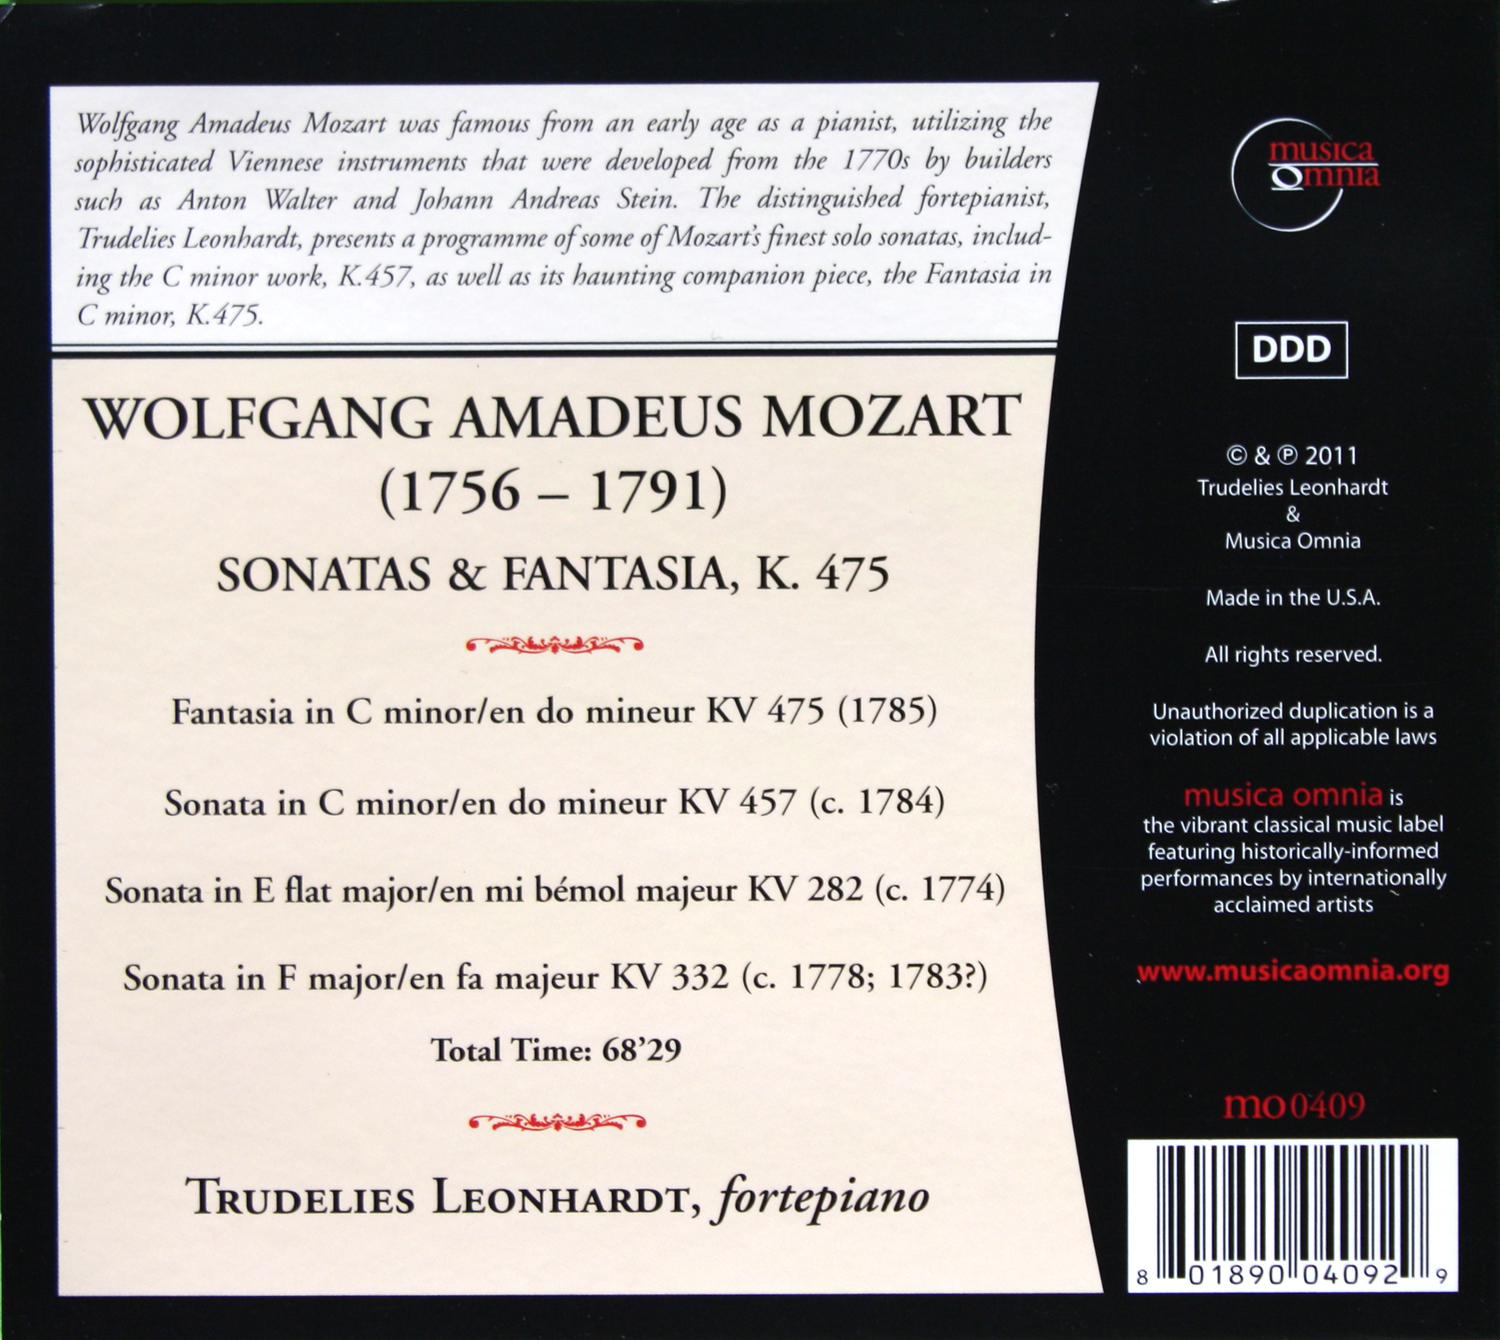 Wolfgang Amadeus Mozart was famous from an early age as a pianist, utilizing the
sophisticated Viennese instruments that were developed from the 1770s by builders
such as Anton Walter and Johann Andreas Stein. The distinguished fortepianist,
Trudelies Leonhardt, presents a programme of some of Mozart's finest solo sonatas, includ-
ing the C minor work, K.457, as well as its haunting companion piece, the Fantasia in
C minor, K.475.
WOLFGANG AMADEUS MOZART
(1756 – 1791)
SONATAS & FANTASIA, K. 475
Fantasia in C minor/en do mineur KV 475 (1785)
Sonata in C minor/en do mineur KV 457 (c. 1784)
Sonata in E flat major/en mi bémol majeur KV 282 (c. 1774)
Sonata in F major/en fa majeur KV 332 (c. 1778; 1783?)
Total Time: 68'29
TRUDELIES LEONHARDT, fortepiano
musica
Omnia
DDD
© & ℗ 2011
Trudelies Leonhardt
&
Musica Omnia
Made in the U.S.A.
All rights reserved.
Unauthorized duplication is a
violation of all applicable laws
musica omnia is
the vibrant classical music label
featuring historically-informed
performances by internationally
acclaimed artists
www.musicaomnia.org
mo0409
8 01890 04092 9